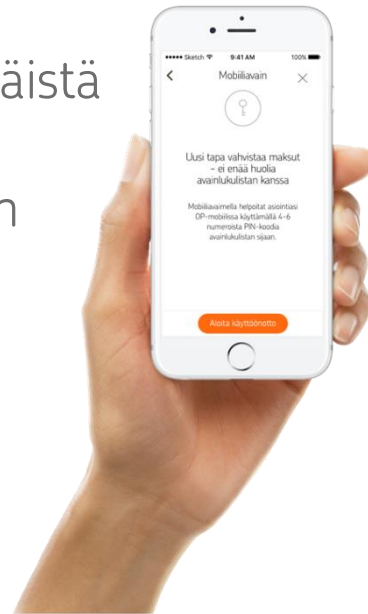 äistä
n
Sketch 9:41 AM 100%
Mobiiliavain
Uusi tapa vahvistaa maksut
- ei enää huolia
avainlukulistan kanssa
Mobiiliavaimella helpoitat asiointiasi
OP-mobiilissa käyttämällä 4-6
numeroista PIN-koodia
avainlukulistan sijaan.
Aloita käyttöönotto